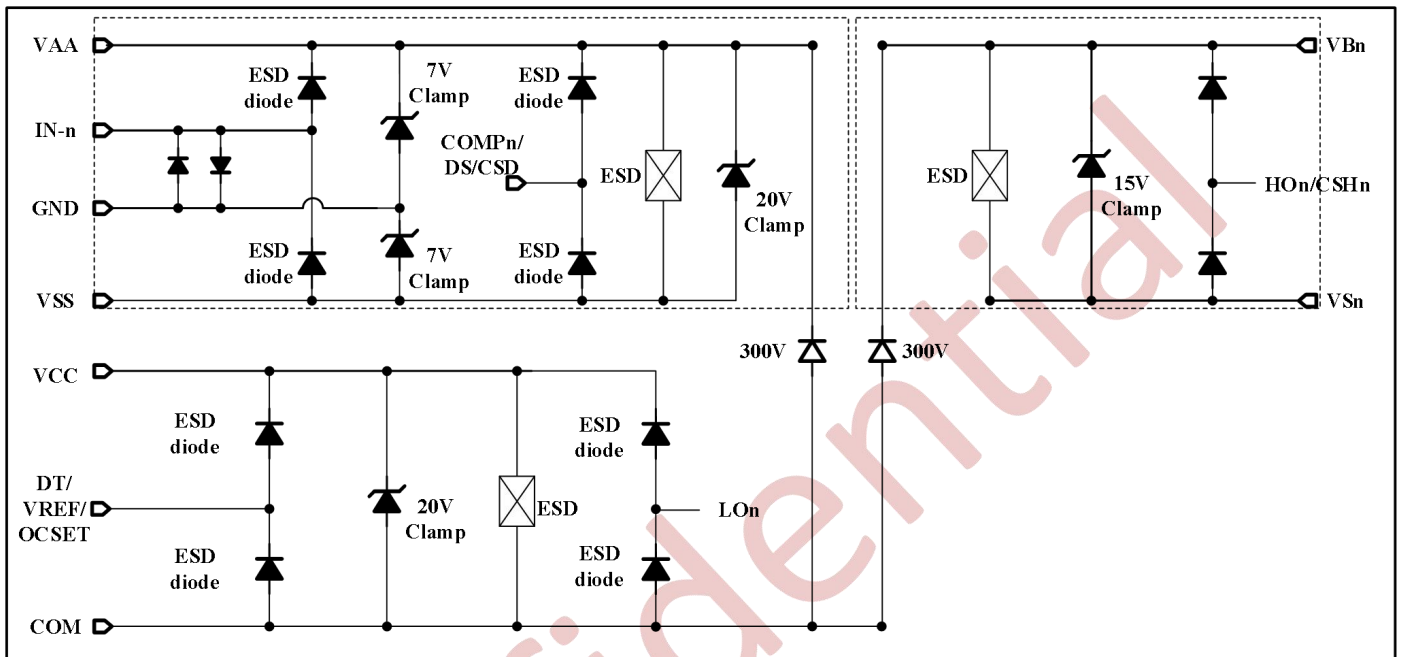 VAA
ESD
diode
7V
Clamp
ESD
diode
VBn
IN-n
COMPn/
DS/CSD
ESD
20V
Clamp
ESD
15V
Clamp
HOn/CSHn
GND
ESD
diode
7V
Clamp
ESD
diode
VSS
VSn
300V
300V
VCC
ESD
diode
ESD
diode
DT/
VREF/
OCSET
20V
Clamp
ESD
LOn
ESD
diode
ESD
diode
COM
fidential